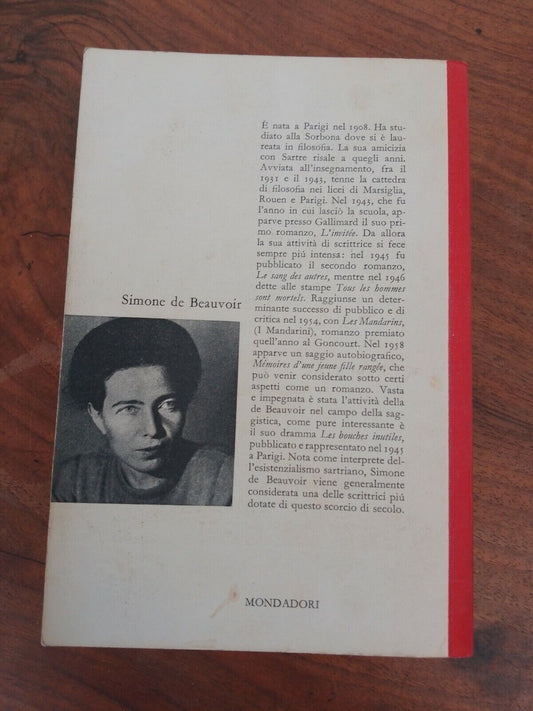 È nata a Parigi nel 1908. Ha stu-
diato alla Sorbona dove si è lau-
reata in filosofia. La sua amicizia
con Sartre risale a quegli anni.
Avviata all'insegnamento, fra il
1931 e il 1943, tenne la cattedra
di filosofia nei licei di Marsiglia,
Rouen e Parigi. Nel 1943, che fu
l'anno in cui lasciò la scuola, ap-
parve presso Gallimard il suo pri-
mo romanzo, L'invitée. Da allora
la sua attività di scrittrice si fece
sempre piú intensa: nel 1945 fu
pubblicato il secondo romanzo,
Le sang des autres, mentre nel 1946
dette alle stampe Tous les hommes
sont mortels. Raggiunse un deter-
minante successo di pubblico e di
critica nel 1954, con Les Mandarins,
(I Mandarini), romanzo premiato
quell'anno al Goncourt. Nel 1958
apparve un saggio autobiografico,
Mémoires d'une jeune fille rangée, che
può venir considerato sotto certi
aspetti come un romanzo. Vasta
e impegnata è stata l'attività della
de Beauvoir nel campo della sag-
gistica, come pure interessante è
il suo dramma Les bouches inutiles,
pubblicato e rappresentato nel 1945
a Parigi. Nota come interprete del-
l'esistenzialismo sartriano, Simone
de Beauvoir viene generalmente
considerata una delle scrittrici piú
dotate di questo scorcio di secolo.
Simone de Beauvoir
MONDADORI